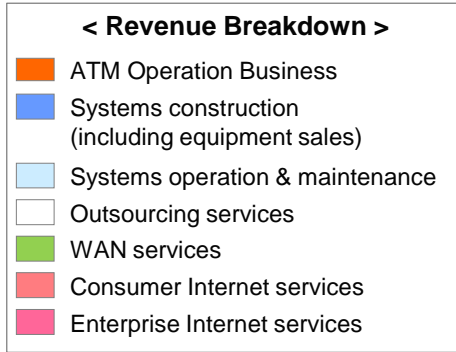 < Revenue Breakdown >
ATM Operation Business
Systems construction
(including equipment sales)
Systems operation & maintenance
Outsourcing services
WAN services
Consumer Internet services
Enterprise Internet services